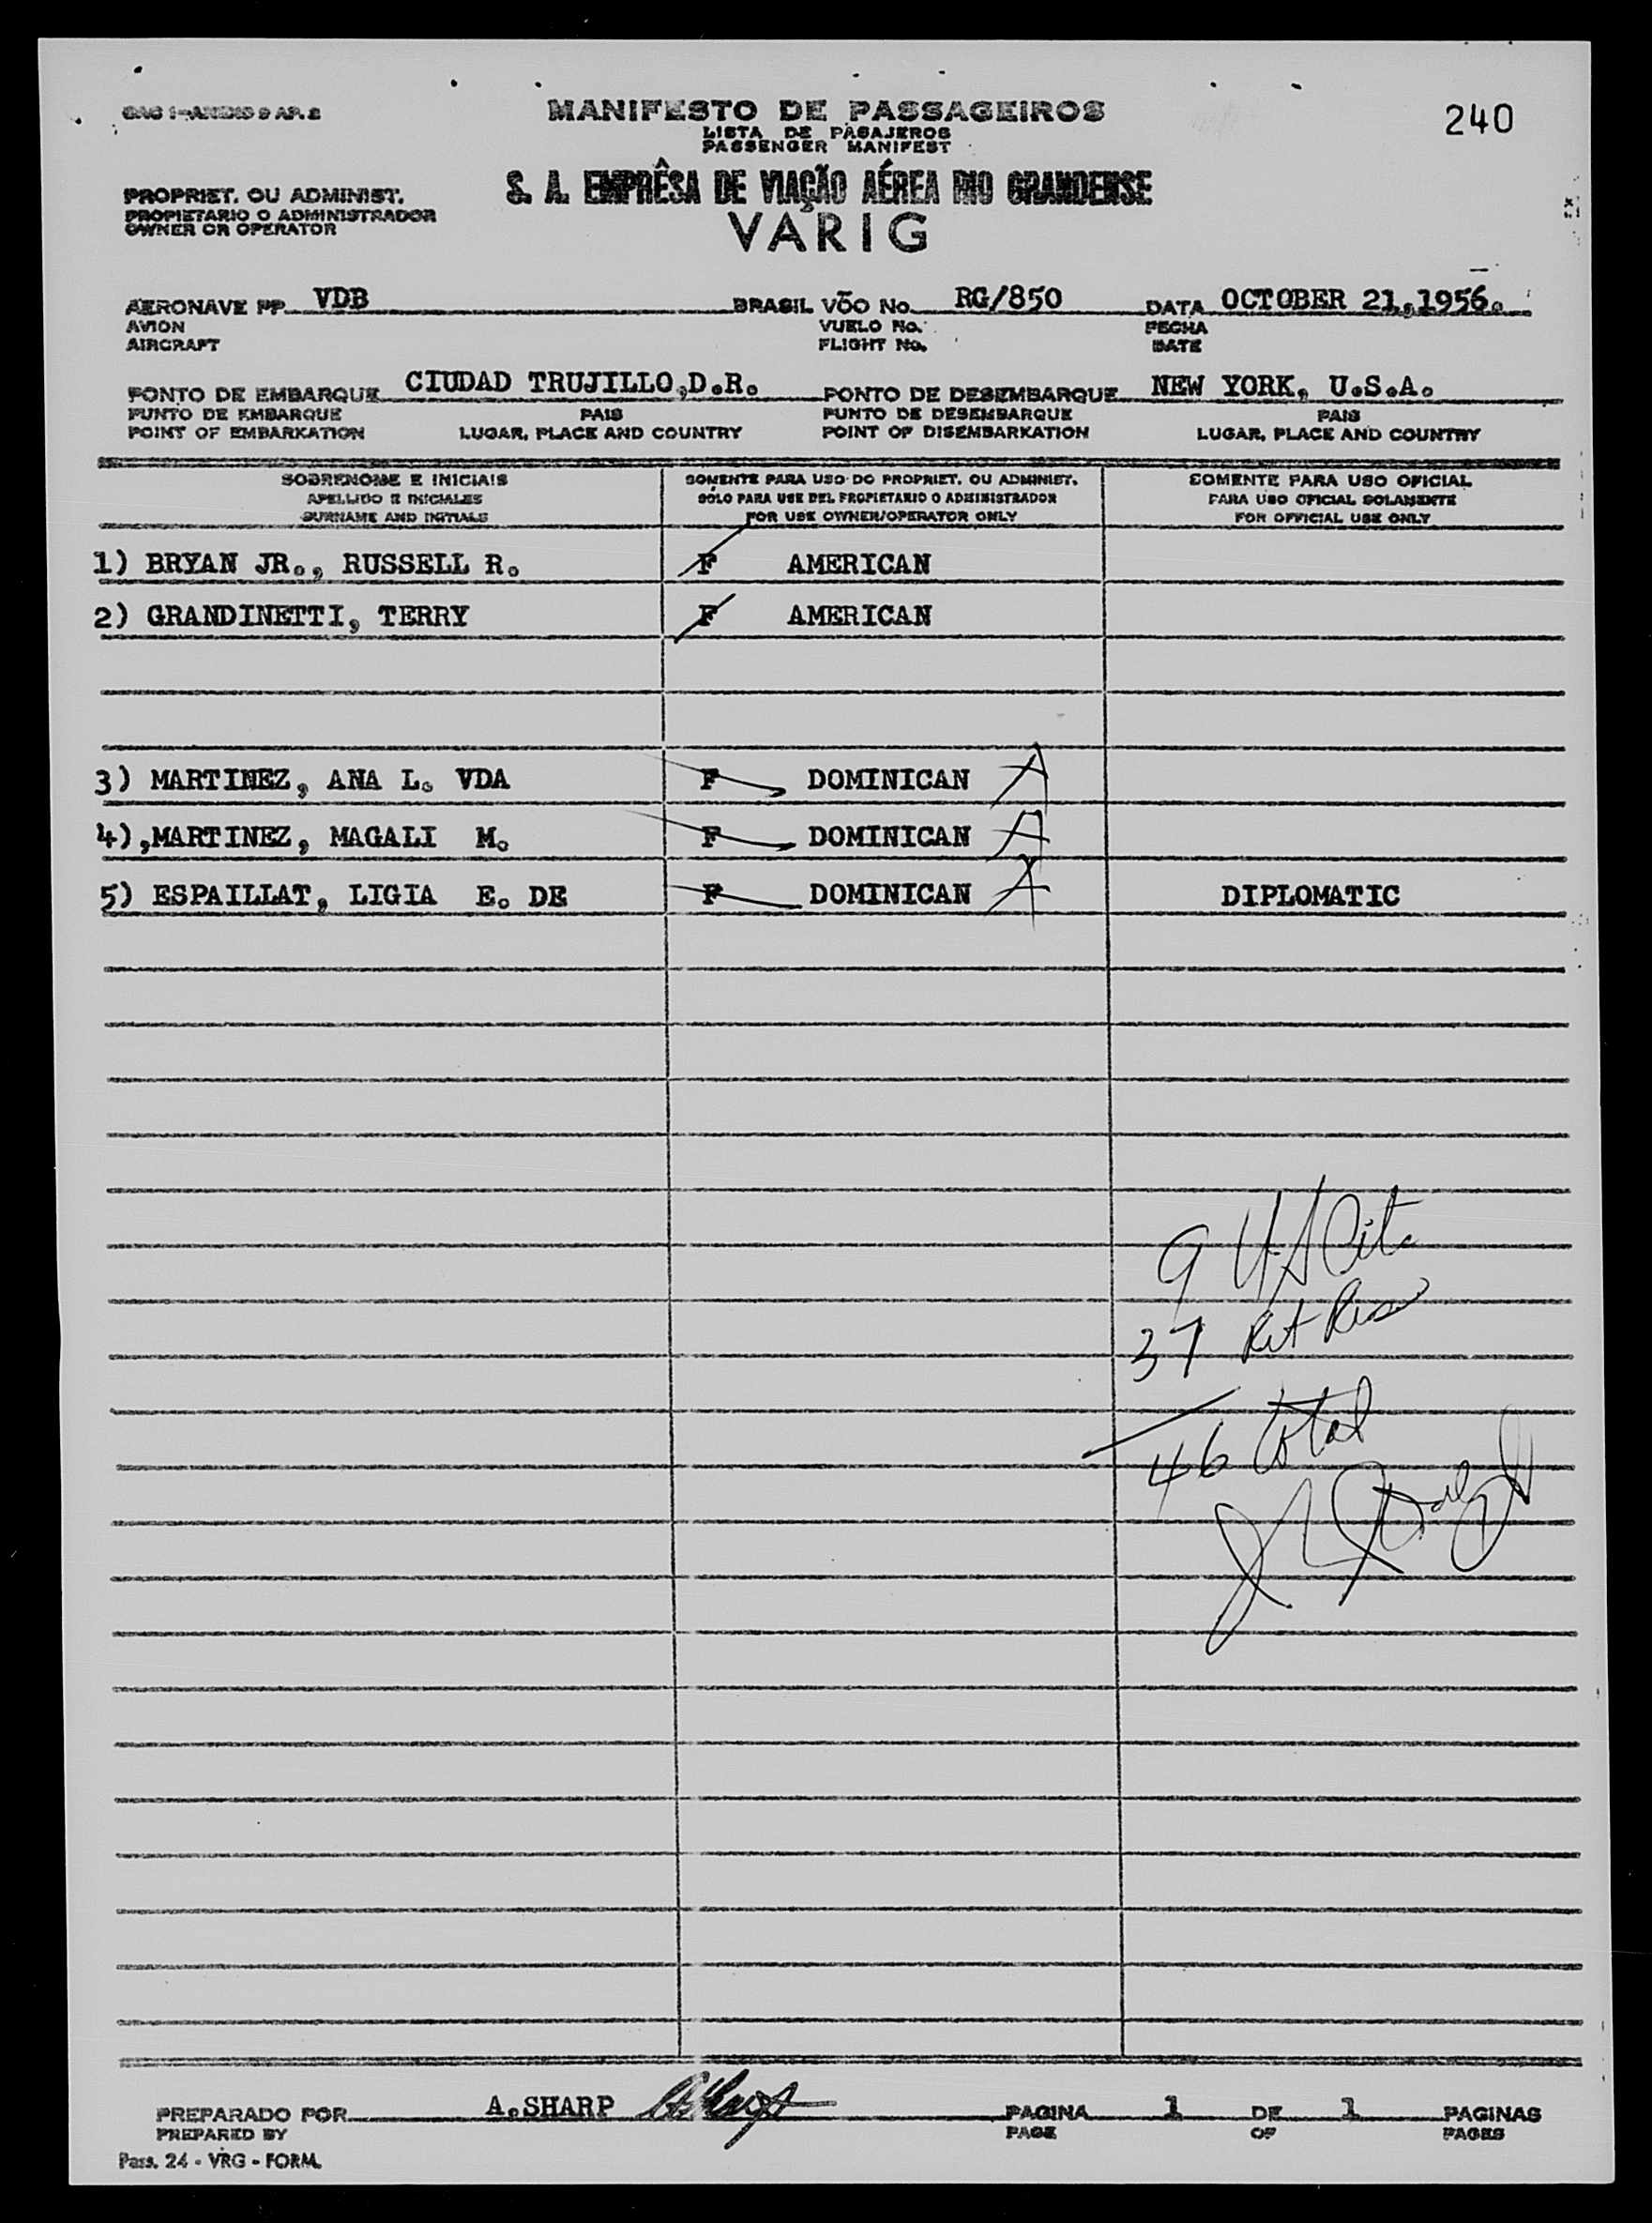 MANIFESTO DE PASSAGEIROS
LISTA DE PASAJEROS
PASSENGER MANIFEST
240
S. A. EMPRÊSA DE VIAÇÃO AÉREA RIO GRANDENSE
VARIG
PROPRIET. OU ADMINIST.
PROPIETARIO O ADMINISTRADOR
OWNER OR OPERATOR
AERONAVE PP VDB BRASIL VÕO No. RG/850 DATA OCTOBER 21,1956.
AVION VUELO No. FECHA
AIRCRAFT FLIGHT No. DATE
PONTO DE EMBARQUE CIUDAD TRUJILLO,D.R. PONTO DE DESEMBARQUE NEW YORK, U.S.A.
PUNTO DE EMBARQUE PAIS PUNTO DE DESEMBARQUE PAIS
POINT OF EMBARKATION LUGAR, PLACE AND COUNTRY POINT OF DISEMBARKATION LUGAR, PLACE AND COUNTRY
SOBRENOME E INICIAIS SOMENTE PARA USO DO PROPRIET. OU ADMINIST. SOMENTE PARA USO OFICIAL
APELLIDO E INICIALES SOLO PARA USE DEL PROPIETARIO O ADMINISTRADOR PARA USO OFICIAL SOLAMENTE
SURNAME AND INITIALS FOR USE OWNER/OPERATOR ONLY FOR OFFICIAL USE ONLY
1) BRYAN JR., RUSSELL R. F AMERICAN
2) GRANDINETTI, TERRY F AMERICAN
3) MARTINEZ, ANA L. VDA F DOMINICAN A
4),MARTINEZ, MAGALI M. F DOMINICAN A
5) ESPAILLAT, LIGIA E. DE F DOMINICAN A DIPLOMATIC
9 US Cit.
37 Ret Res
46 total
PREPARADO POR A.SHARP PAGINA 1 DE 1 PAGINAS
PREPARED BY PAGE OF PAGES
Pass. 24 - VRG - FORM.